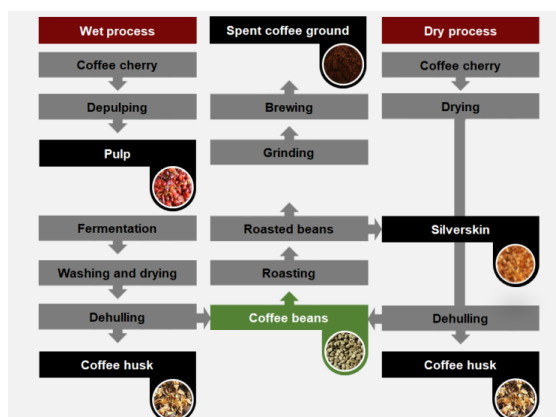 Wet process
Spent coffee ground
Dry process
Coffee cherry
Coffee cherry
Depulping
Brewing
Drying
Pulp
Grinding
Fermentation
Roasted beans
Silverskin
Washing and drying
Roasting
Dehulling
Coffee beans
Dehulling
Coffee husk
Coffee husk